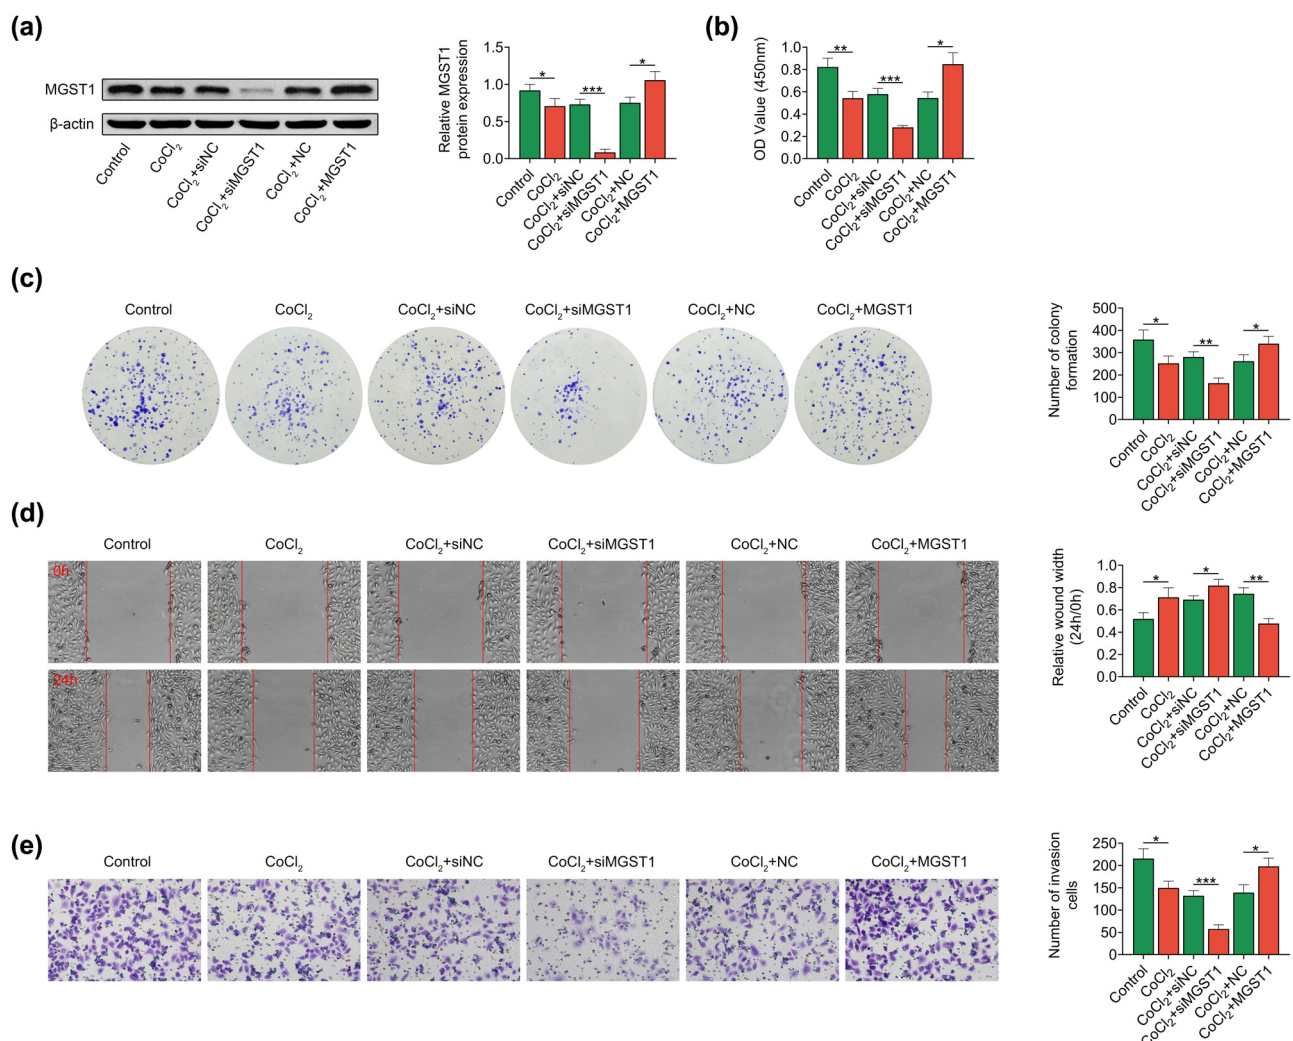 (a)
MGST1
β-actin
Control
CoCl2
CoCl2+siNC
CoCl2+siMGST1
CoCl2+NC
CoCl2+MGST1
Relative MGST1
protein expression
1.5
1.0
0.5
0.0
*
***
*
Control
CoCl2
CoCl2+siNC
CoCl2+siMGST1
CoCl2+NC
CoCl2+MGST1
(b)
OD Value (450nm)
1.0
0.8
0.6
0.4
0.2
0
**
***
*
Control
CoCl2
CoCl2+siNC
CoCl2+siMGST1
CoCl2+NC
CoCl2+MGST1
(c)
Control
CoCl2
CoCl2+siNC
CoCl2+siMGST1
CoCl2+NC
CoCl2+MGST1
Number of colony
formation
500
400
300
200
100
0
*
**
*
Control
CoCl2
CoCl2+siNC
CoCl2+siMGST1
CoCl2+NC
CoCl2+MGST1
(d)
Control
CoCl2
CoCl2+siNC
CoCl2+siMGST1
CoCl2+NC
CoCl2+MGST1
0h
24h
Relative wound width
(24h/0h)
1.0
0.8
0.6
0.4
0
*
*
**
Control
CoCl2
CoCl2+siNC
CoCl2+siMGST1
CoCl2+NC
CoCl2+MGST1
(e)
Control
CoCl2
CoCl2+siNC
CoCl2+siMGST1
CoCl2+NC
CoCl2+MGST1
Number of invasion
cells
250
200
150
100
50
0
*
***
*
Control
CoCl2
CoCl2+siNC
CoCl2+siMGST1
CoCl2+NC
CoCl2+MGST1